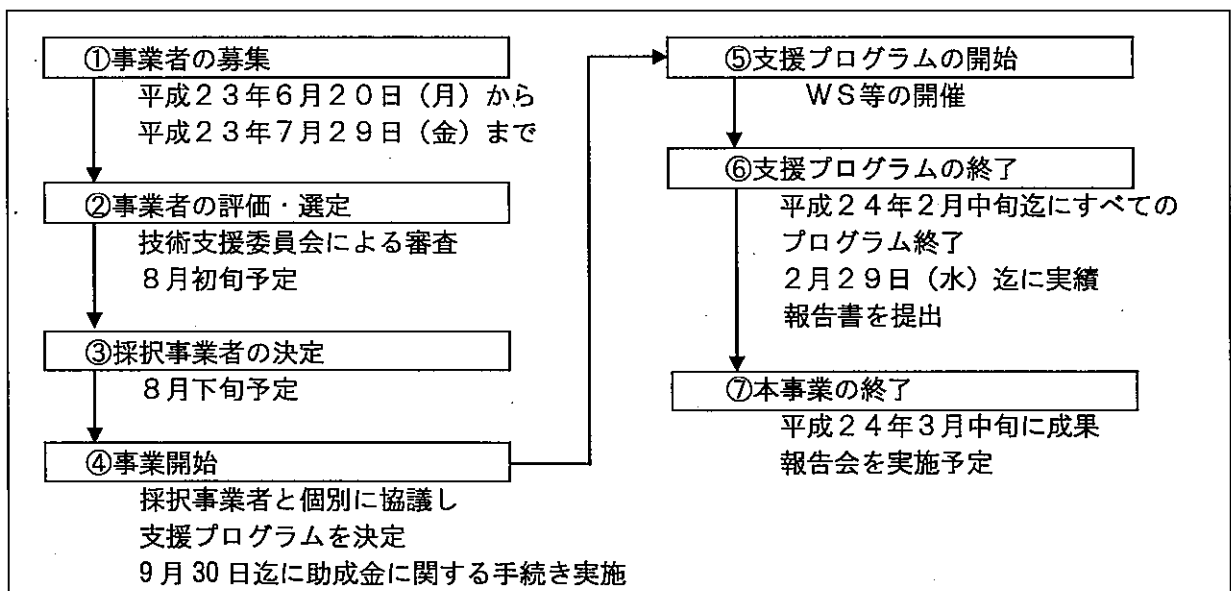 ①事業者の募集
平成２３年６月２０日（月）から
平成２３年７月２９日（金）まで
②事業者の評価・選定
技術支援委員会による審査
８月初旬予定
③採択事業者の決定
８月下旬予定
④事業開始
採択事業者と個別に協議し
支援プログラムを決定
９月30日迄に助成金に関する手続き実施
⑤支援プログラムの開始
ＷＳ等の開催
⑥支援プログラムの終了
平成２４年２月中旬迄にすべての
プログラム終了
２月２９日（水）迄に実績
報告書を提出
⑦本事業の終了
平成２４年３月中旬に成果
報告会を実施予定